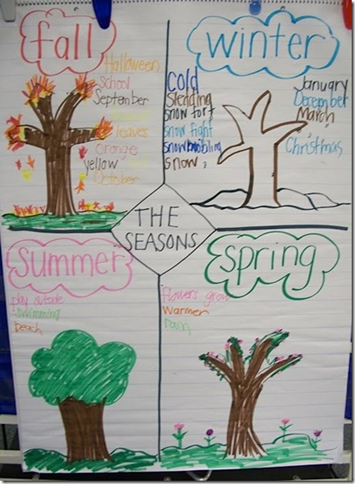 fall
Halloween
School
September
leaves
orange
yellow
October
winter
cold
sledding
snow fort
snow fight
snowboarding
snow,
January
December
March
Christmas
THE
SEASONS
summer
play outside
swimming
beach
spring
flowers grow
warmer
rain